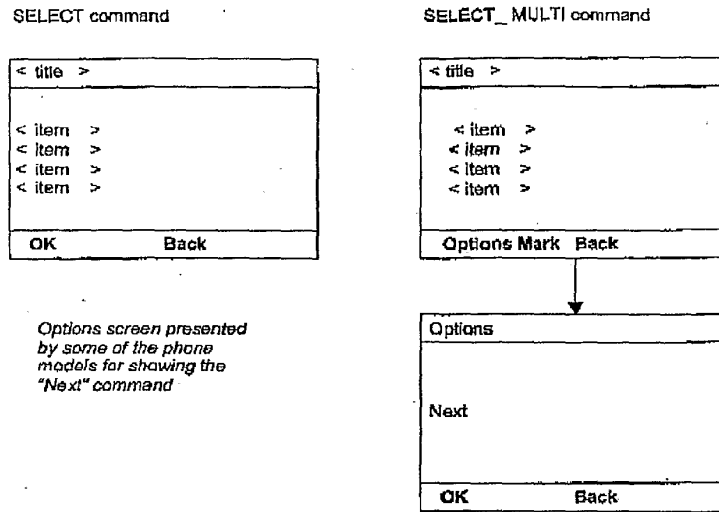 SELECT command
< title >
< item >
< item >
< item >
< item >
OK Back
Options screen presented
by some of the phone
models for showing the
"Next" command
SELECT_ MULTI command
< title >
< item >
< item >
< item >
< item >
Options Mark Back
Options
Next
OK Back